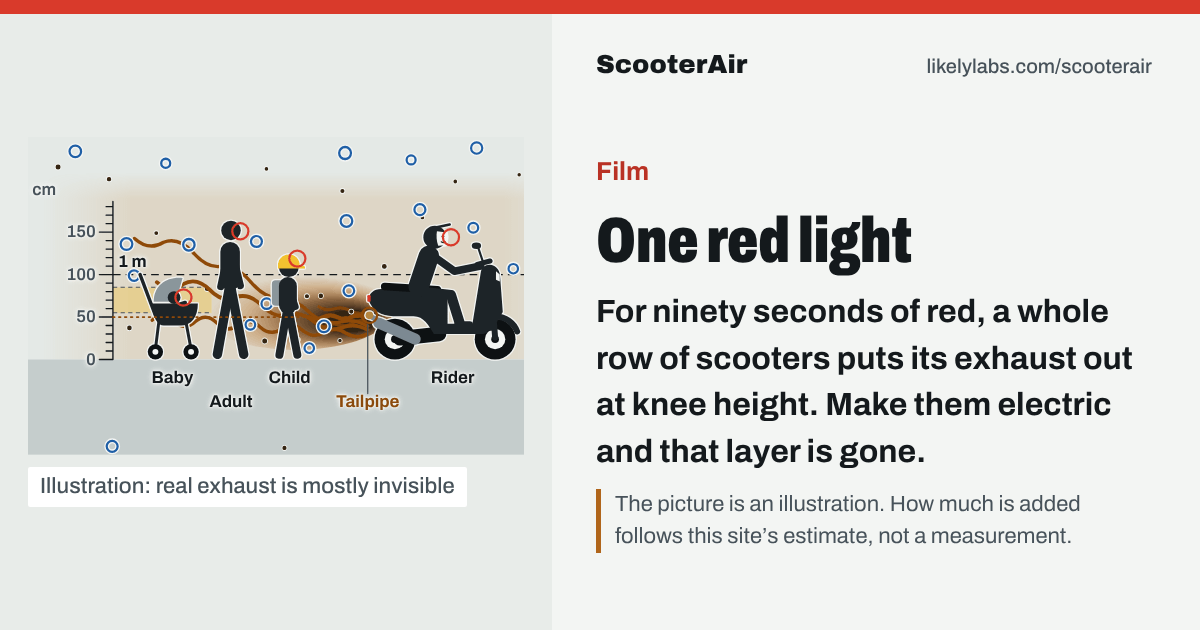 cm
150
1 m
100
50
0
Baby
Child
Rider
Adult
Tailpipe
Illustration: real exhaust is mostly invisible
ScooterAir
likelylabs.com/scooterair
Film
One red light
For ninety seconds of red, a whole
row of scooters puts its exhaust out
at knee height. Make them electric
and that layer is gone.
The picture is an illustration. How much is added
follows this site’s estimate, not a measurement.